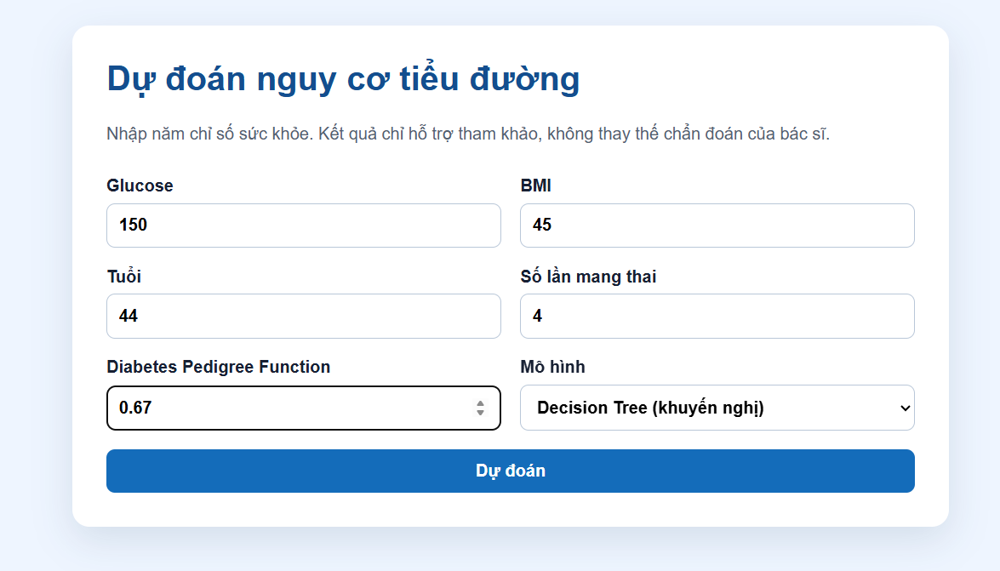 Dự đoán nguy cơ tiểu đường
Nhập năm chỉ số sức khỏe. Kết quả chỉ hỗ trợ tham khảo, không thay thế chẩn đoán của bác sĩ.
Glucose
BMI
150
45
Tuổi
Số lần mang thai
44
4
Diabetes Pedigree Function
Mô hình
0.67
Decision Tree (khuyến nghị)
Dự đoán